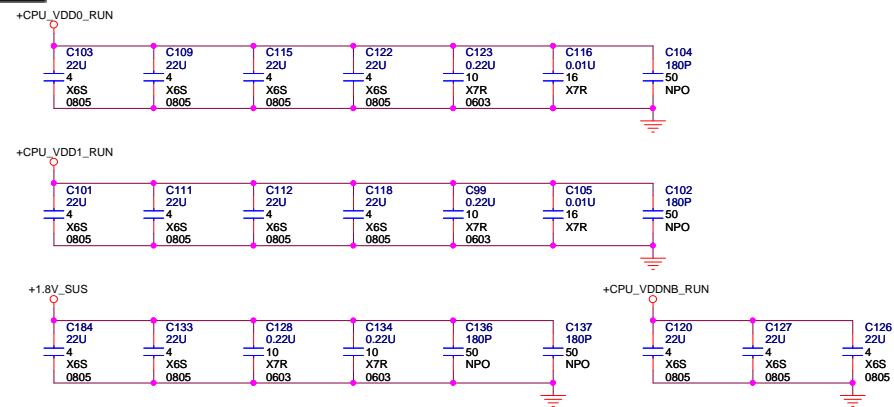 +CPU_VDD0_RUN
C103 C109 C115 C122 C123 C116 C104
22U 22U 22U 22U 0.22U 0.01U 180P
4 4 4 4 10 16 50
X6S X6S X6S X6S X7R X7R NPO
0805 0805 0805 0805 0603
+CPU_VDD1_RUN
C101 C111 C112 C118 C99 C105 C102
22U 22U 22U 22U 0.22U 0.01U 180P
4 4 4 4 10 16 50
X6S X6S X6S X6S X7R X7R NPO
0805 0805 0805 0805 0603
+1.8V_SUS +CPU_VDDNB_RUN
C184 C133 C128 C134 C136 C137 C120 C127 C126
22U 22U 0.22U 0.22U 180P 180P 22U 22U 22U
4 4 10 10 50 50 4 4 4
X6S X6S X7R X7R NPO NPO X6S X6S X6S
0805 0805 0603 0603 0805 0805 0805